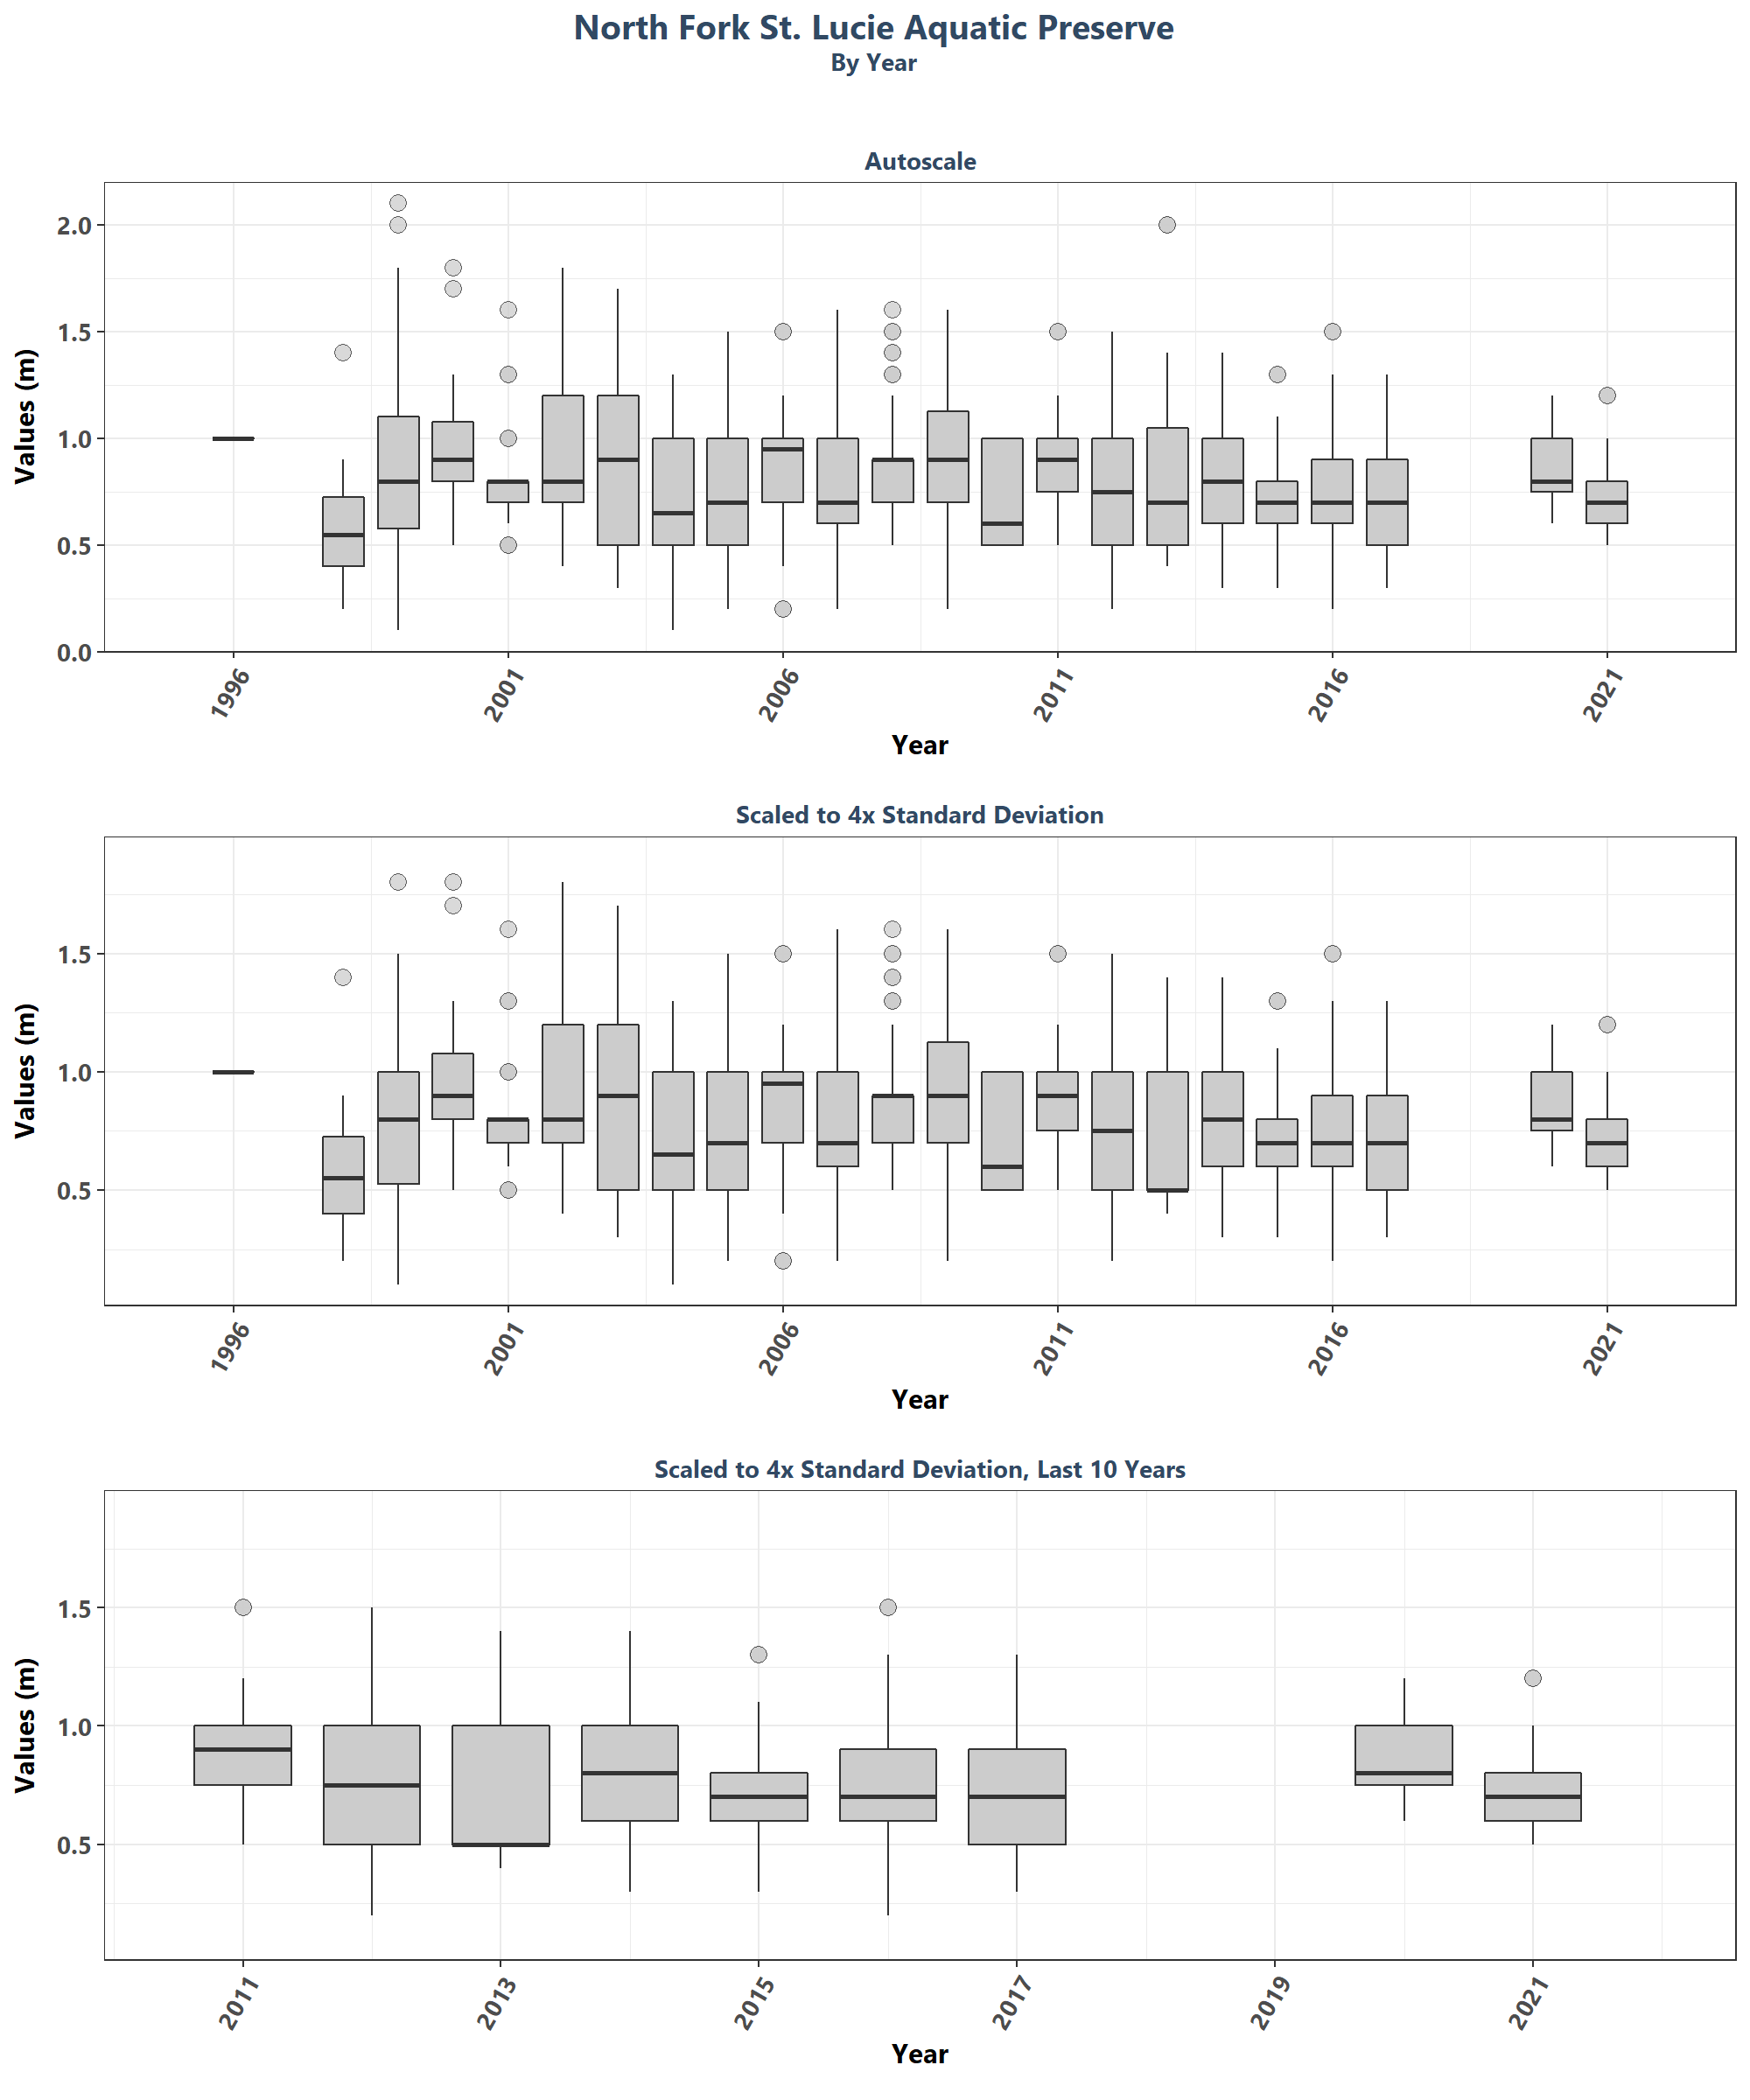 North Fork St. Lucie Aquatic Preserve
By Year
Autoscale
Values (m)
2.0
1.5
1.0
0.5
0.0
1996 2001 2006 2011 2016 2021
Year
Scaled to 4x Standard Deviation
Values (m)
1.5
1.0
0.5
1996 2001 2006 2011 2016 2021
Year
Scaled to 4x Standard Deviation, Last 10 Years
Values (m)
1.5
1.0
0.5
2011 2013 2015 2017 2019 2021
Year